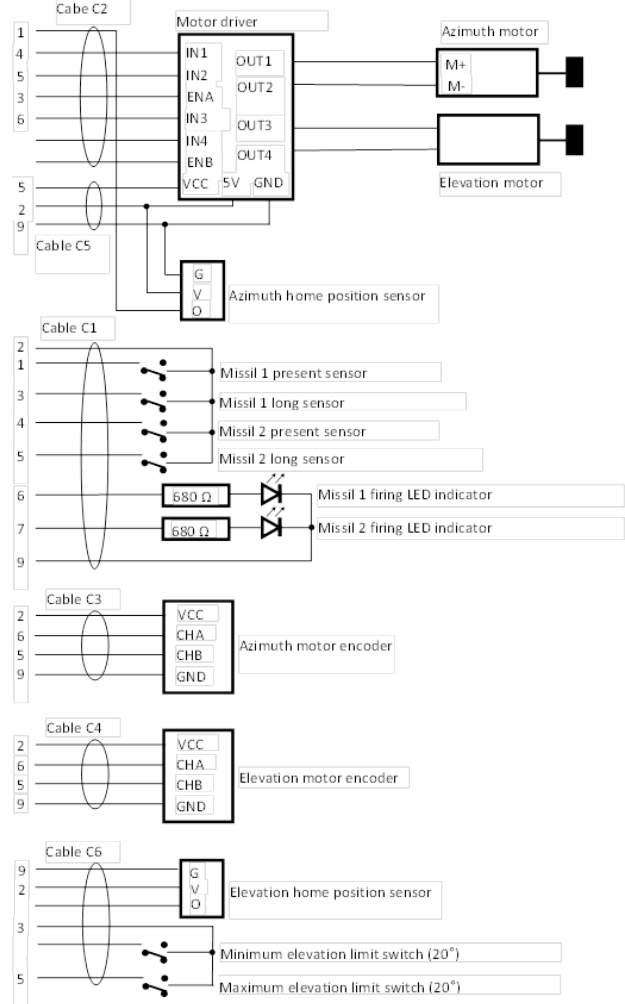 Cabe C2
Motor driver
1
4 IN1 OUT1
5 IN2 OUT2
3 ENA
6 IN3 OUT3
IN4 OUT4
ENB
5 VCC 5V GND
2
9
Azimuth motor
M+
M-
Elevation motor
Cable C5
G
V
O
Azimuth home position sensor
Cable C1
2
1 Missil 1 present sensor
3 Missil 1 long sensor
4 Missil 2 present sensor
5 Missil 2 long sensor
6 680 Ω Missil 1 firing LED indicator
7 680 Ω Missil 2 firing LED indicator
9
Cable C3
2 VCC
6 CHA
5 CHB
9 GND
Azimuth motor encoder
Cable C4
2 VCC
6 CHA
5 CHB
9 GND
Elevation motor encoder
Cable C6
9 G
2 V
O
Elevation home position sensor
3
Minimum elevation limit switch (20°)
5 Maximum elevation limit switch (20°)